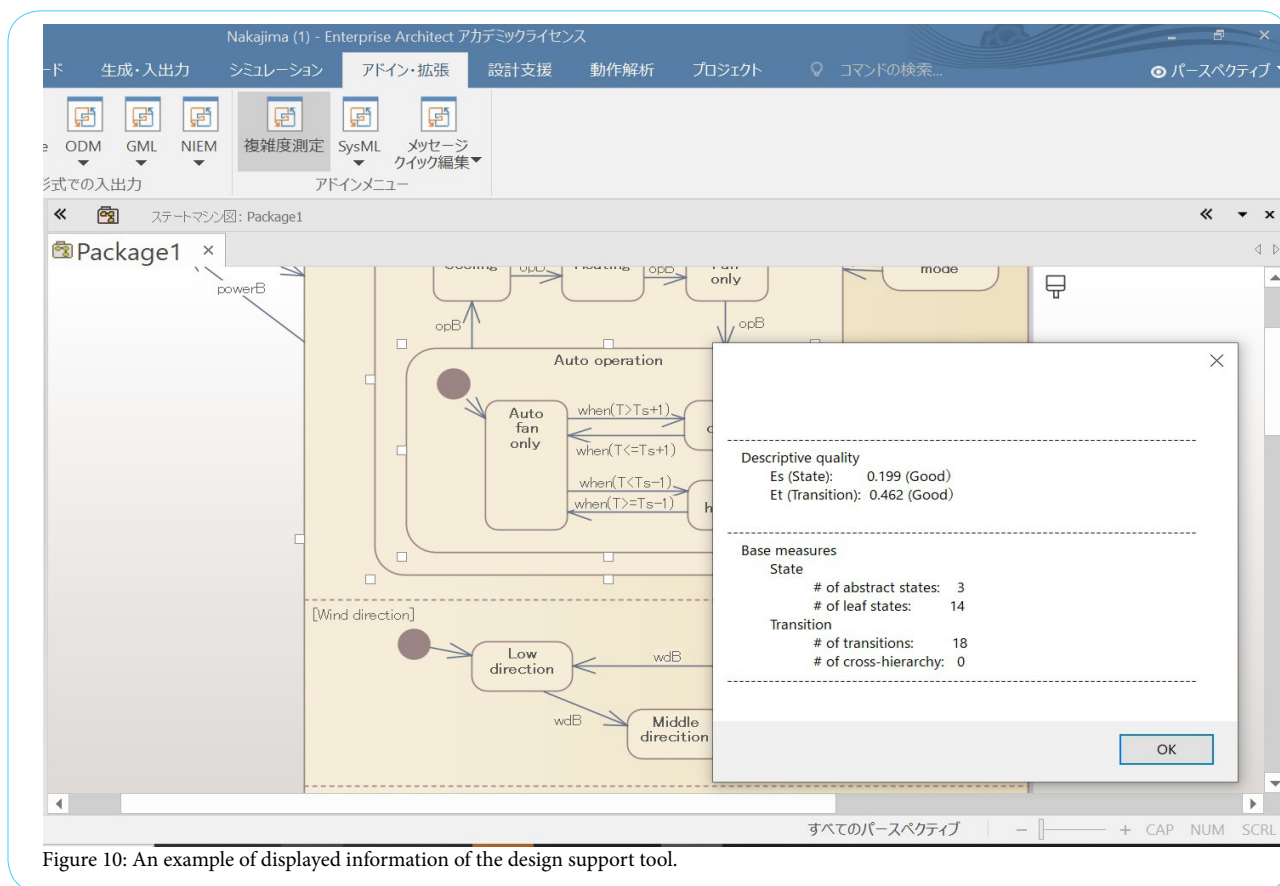 Nakajima (1) - Enterprise Architect アカデミックライセンス
ード 生成・入出力 シミュレーション アドイン・拡張 設計支援 動作解析 プロジェクト コマンドの検索... パースペクティブ
e ODM GML NIEM 複雑度測定 SysML メッセージ
クイック編集
形式での入出力 アドインメニュー
ステートマシン図: Package1
Package1
opB opB Fan
only
mode
powerB
opB
opB
Auto operation
Auto
fan
only
when(T>Ts+1)
when(T<=Ts+1)
when(T<Ts-1)
when(T>=Ts-1)
[Wind direction]
Low
direction
wdB
wdB
Middle
direcition
Descriptive quality
Es (State): 0.199 (Good)
Et (Transition): 0.462 (Good)
Base measures
State
# of abstract states: 3
# of leaf states: 14
Transition
# of transitions: 18
# of cross-hierarchy: 0
OK
すべてのパースペクティブ CAP NUM SCRL
Figure 10: An example of displayed information of the design support tool.